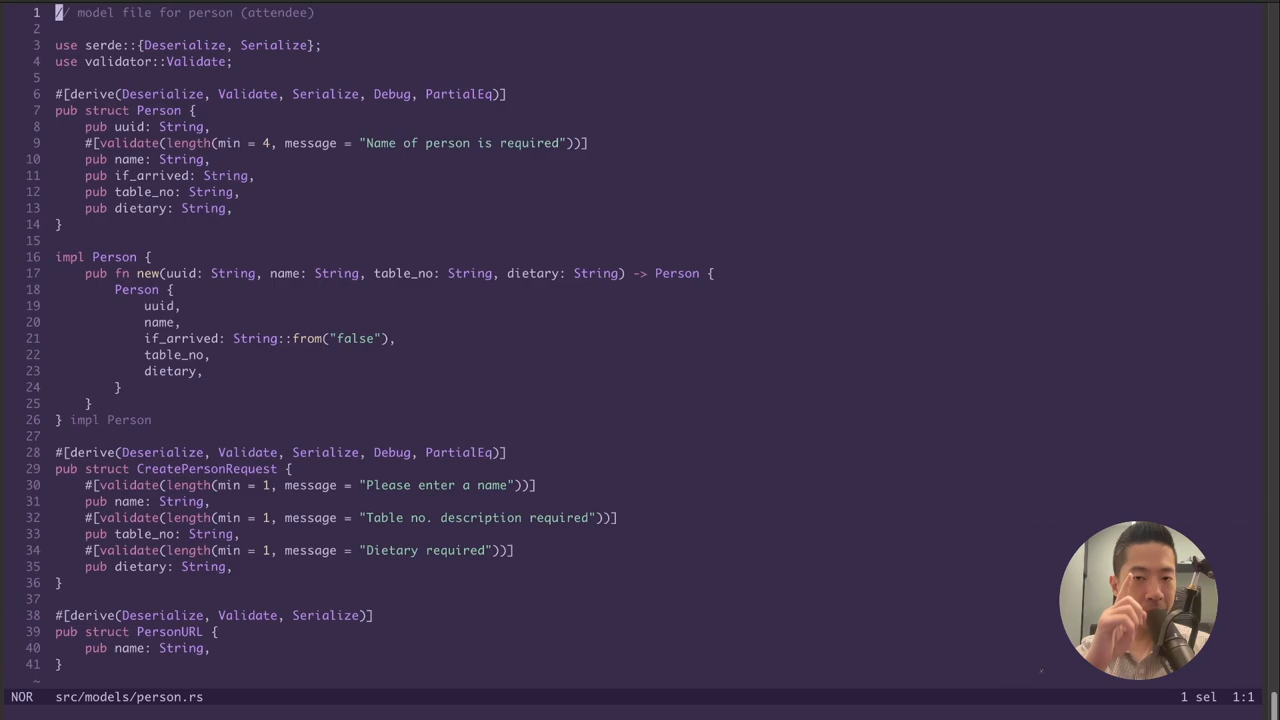 1 // model file for person (attendee)
2
3 use serde::{Deserialize, Serialize};
4 use validator::Validate;
5
6 #[derive(Deserialize, Validate, Serialize, Debug, PartialEq)]
7 pub struct Person {
8     pub uuid: String,
9     #[validate(length(min = 4, message = "Name of person is required"))]
10     pub name: String,
11     pub if_arrived: String,
12     pub table_no: String,
13     pub dietary: String,
14 }
15
16 impl Person {
17     pub fn new(uuid: String, name: String, table_no: String, dietary: String) -> Person {
18         Person {
19             uuid,
20             name,
21             if_arrived: String::from("false"),
22             table_no,
23             dietary,
24         }
25     }
26 } impl Person
27
28 #[derive(Deserialize, Validate, Serialize, Debug, PartialEq)]
29 pub struct CreatePersonRequest {
30     #[validate(length(min = 1, message = "Please enter a name"))]
31     pub name: String,
32     #[validate(length(min = 1, message = "Table no. description required"))]
33     pub table_no: String,
34     #[validate(length(min = 1, message = "Dietary required"))]
35     pub dietary: String,
36 }
37
38 #[derive(Deserialize, Validate, Serialize)]
39 pub struct PersonURL {
40     pub name: String,
41 }
~
NOR src/models/person.rs 1 sel 1:1